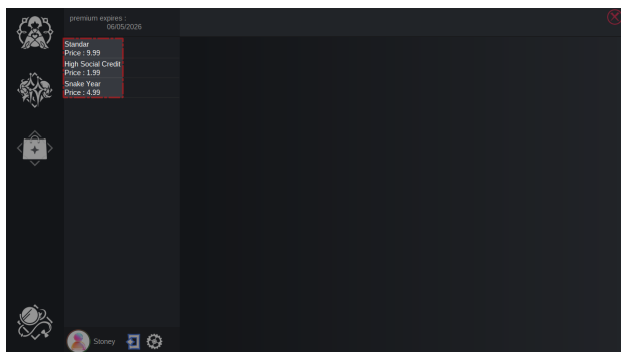 premium expires :
06/05/2026
Standar
Price : 9.99
High Social Credit
Price : 1.99
Snake Year
Price : 4.99
Stoney